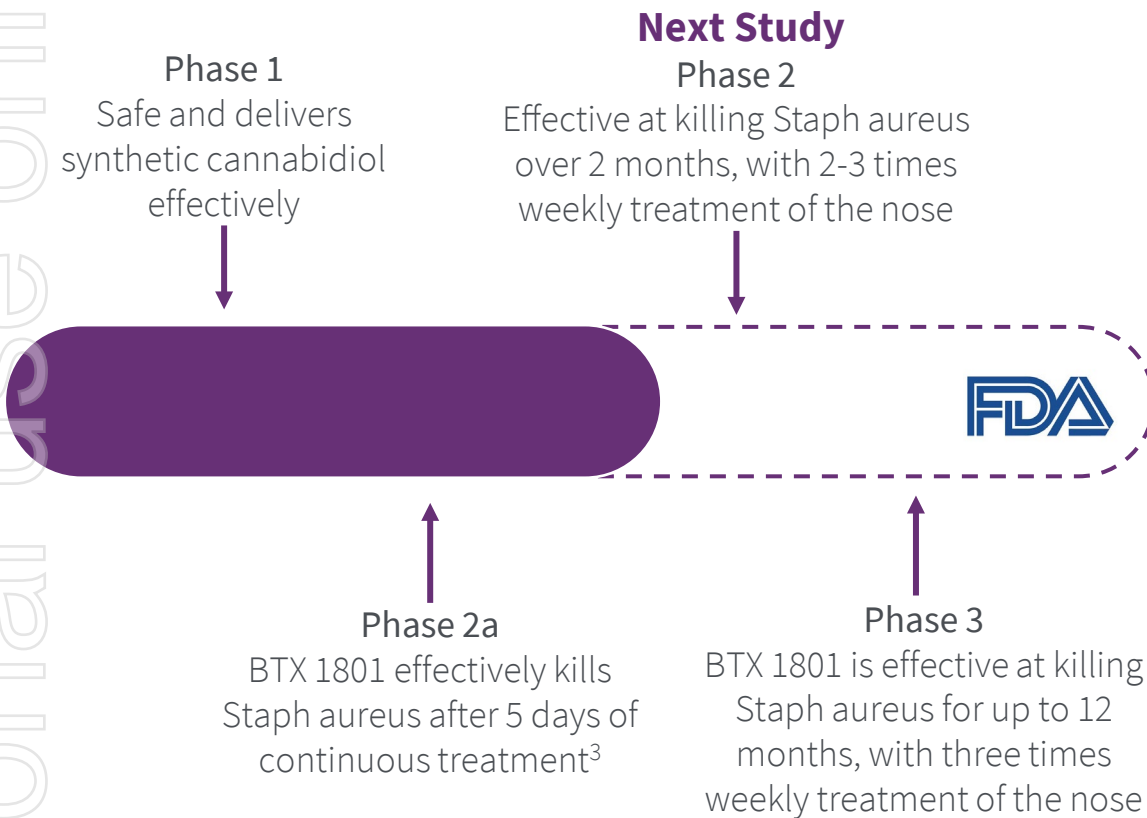 Next Study
Phase 1
Safe and delivers
synthetic cannabidiol
effectively
Phase 2
Effective at killing Staph aureus
over 2 months, with 2-3 times
weekly treatment of the nose
FDA
Phase 2a
BTX 1801 effectively kills
Staph aureus after 5 days of
continuous treatment³
Phase 3
BTX 1801 is effective at killing
Staph aureus for up to 12
months, with three times
weekly treatment of the nose